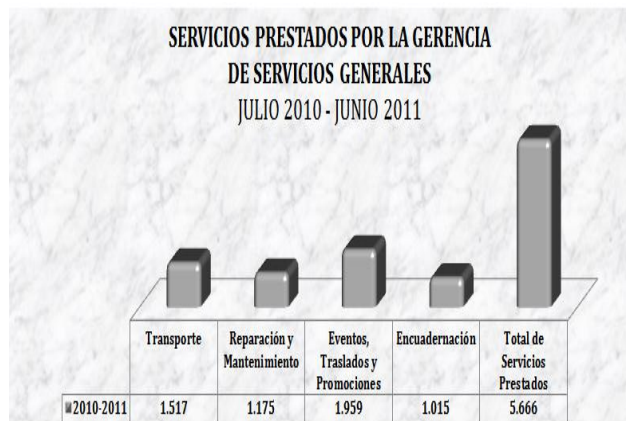 SERVICIOS PRESTADOS POR LA GERENCIA
DE SERVICIOS GENERALES
JULIO 2010 - JUNIO 2011
Transporte
Reparación y
Mantenimiento
Eventos,
Traslados y
Promociones
Encuadernación
Total de
Servicios
Prestados
2010-2011 1.517 1.175 1.959 1.015 5.666